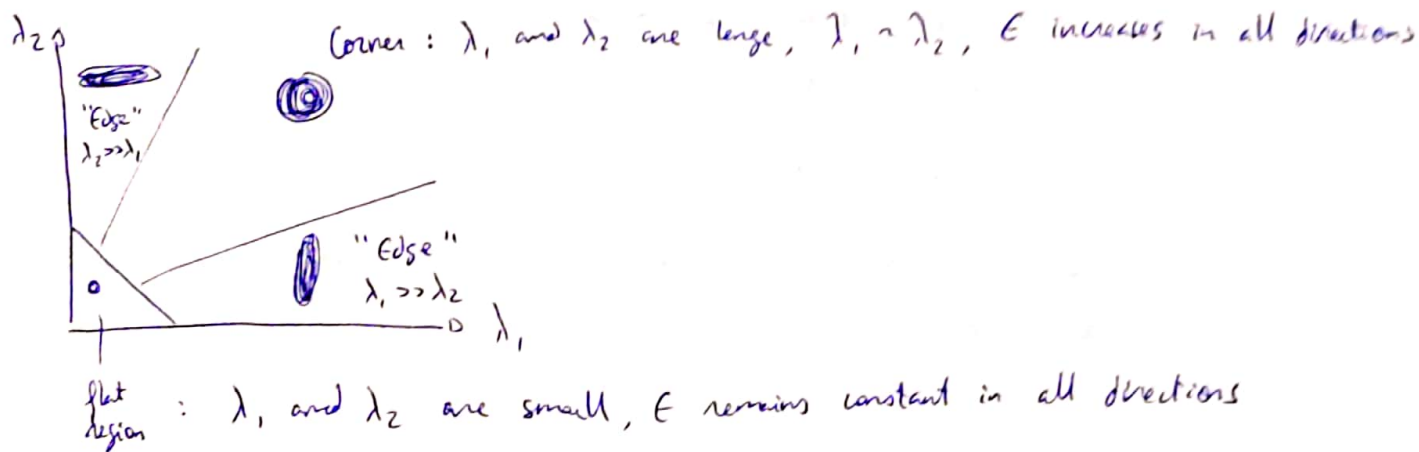 λ₂
Corner : λ₁ and λ₂ are large, λ₁ ~ λ₂, E increases in all directions
"Edge"
λ₂>>λ₁
"Edge"
λ₁ >> λ₂
λ₁
flat
region : λ₁ and λ₂ are small, E remains constant in all directions